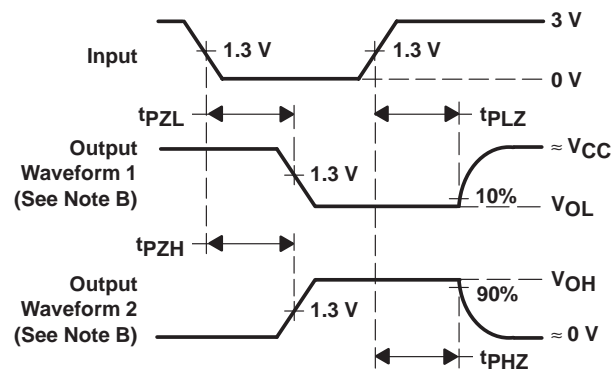 3 V
Input
1.3 V
1.3 V
0 V
tPZL
tPLZ
Output
Waveform 1
(See Note B)
≈ VCC
1.3 V
10%
VOL
tPZH
Output
Waveform 2
(See Note B)
VOH
90%
1.3 V
≈ 0 V
tPHZ